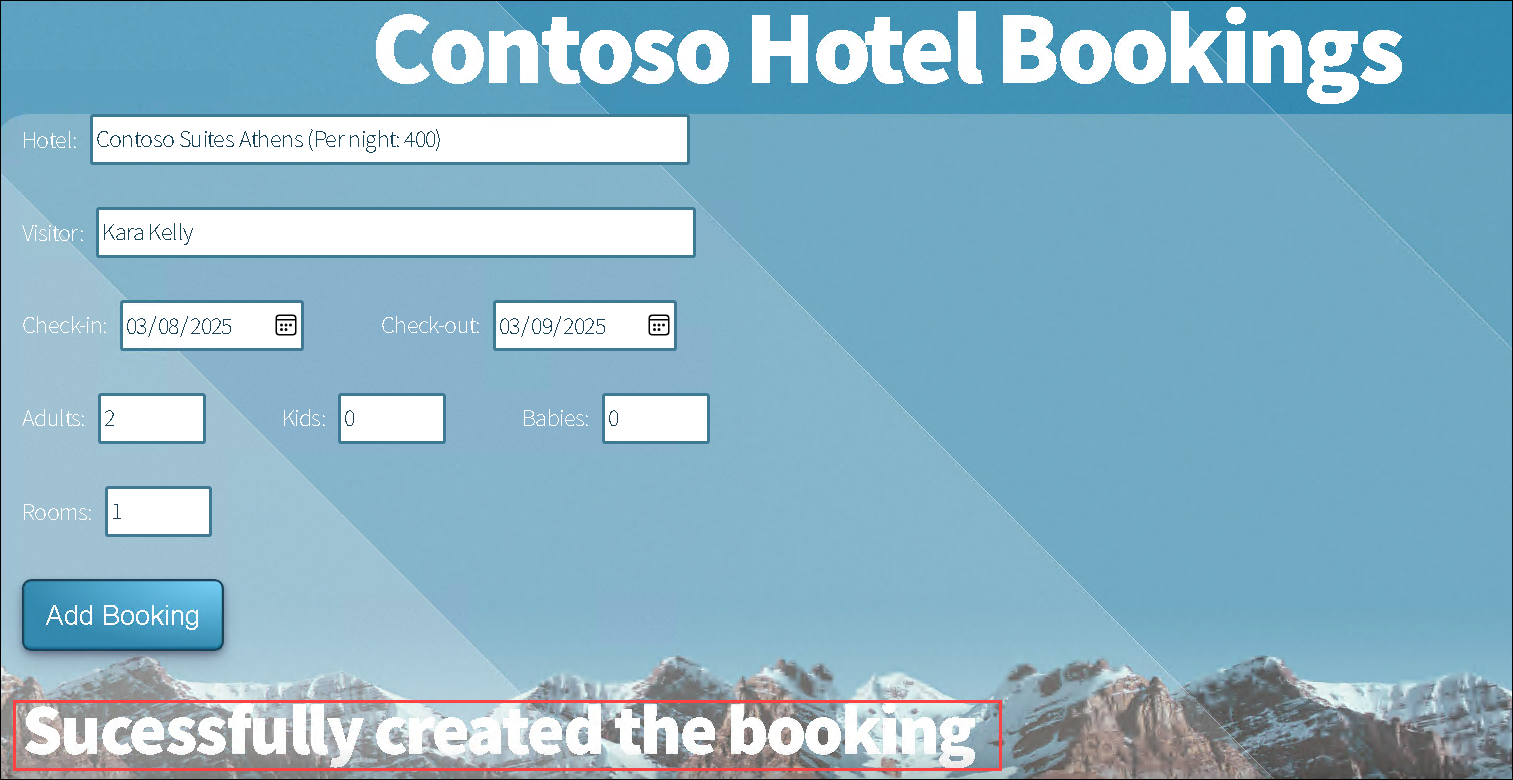 Contoso Hotel Bookings
Hotel: Contoso Suites Athens (Per night: 400)
Visitor: Kara Kelly
Check-in: 03/08/2025 Check-out: 03/09/2025
Adults: 2 Kids: 0 Babies: 0
Rooms: 1
Add Booking
Sucessfully created the booking